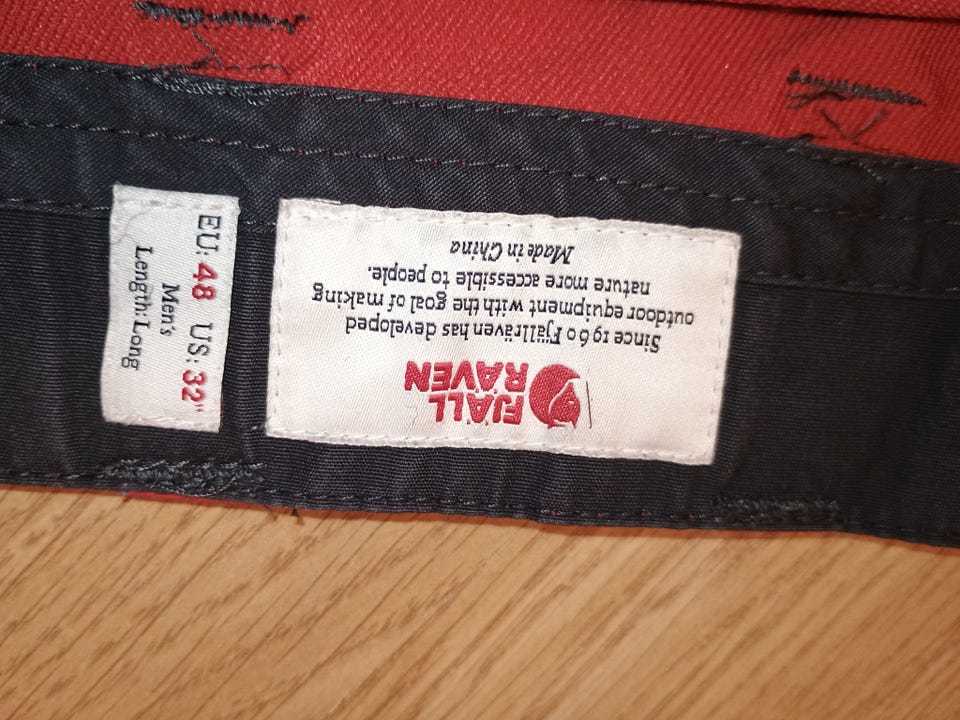 EU: 48 US: 32"
Men's
Length: Long
FJÄLL
RÄVEN
Since 1960 Fjällräven has developed
outdoor equipment with the goal of making
nature more accessible to people.
Made in China